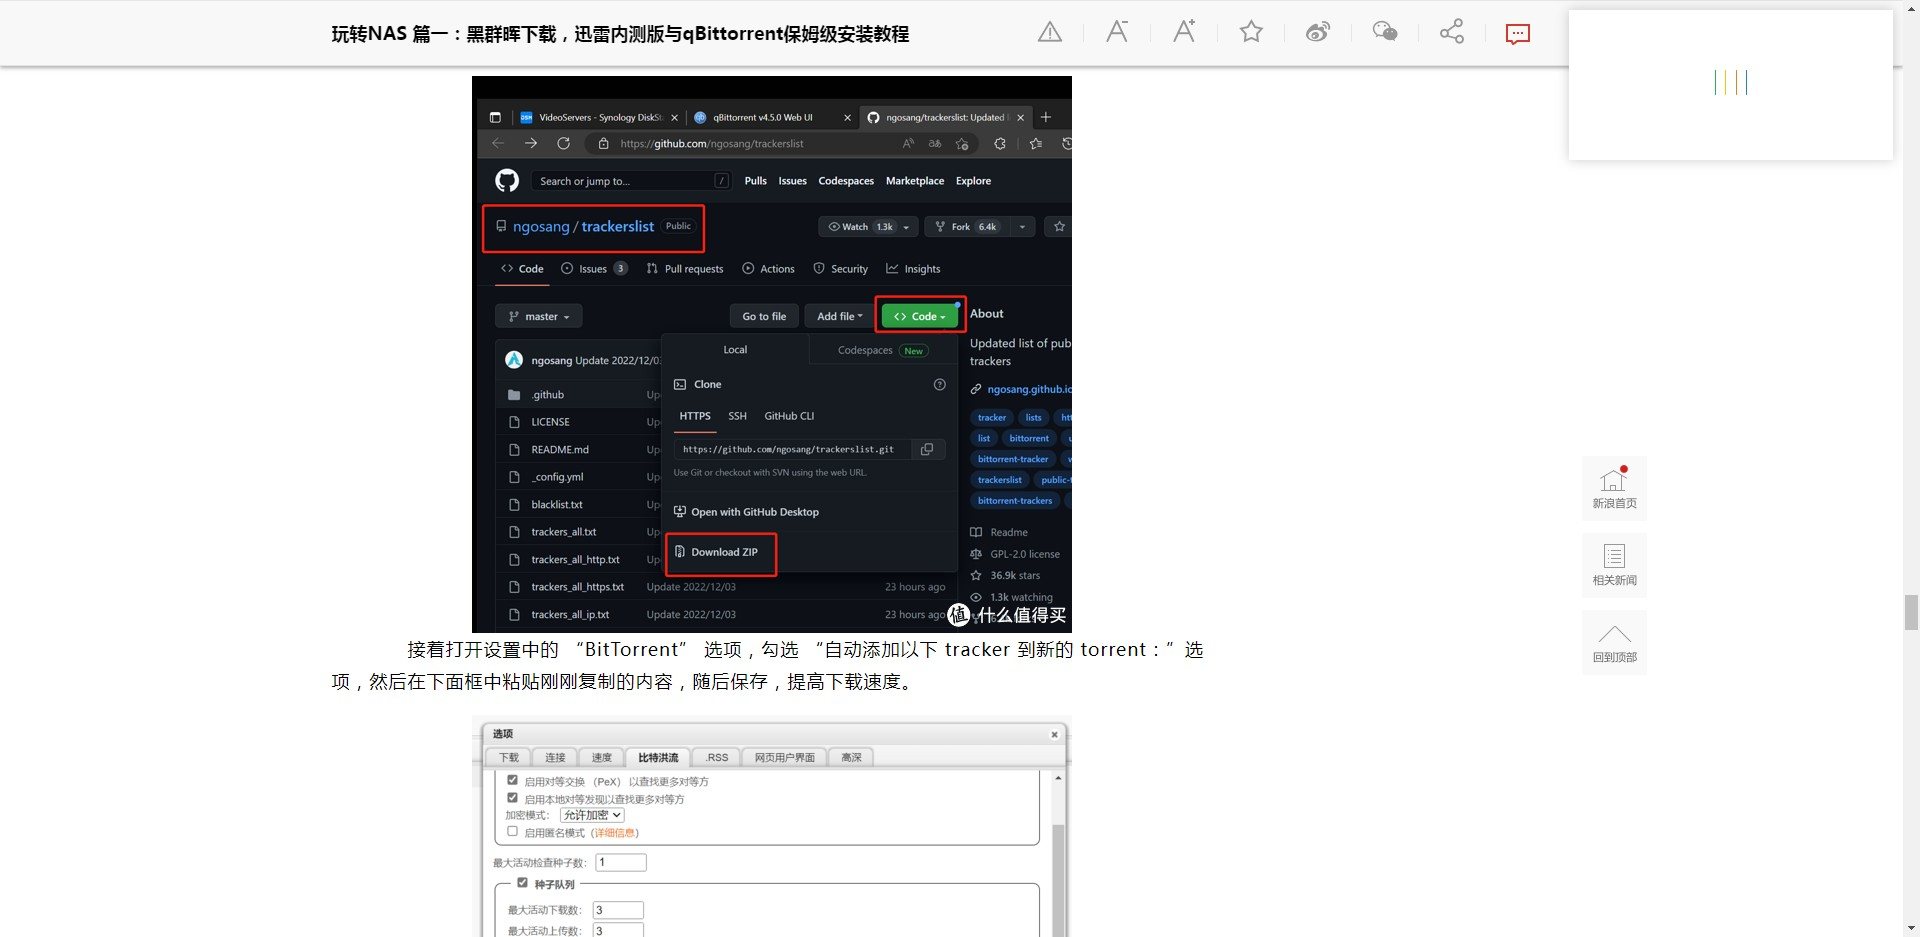 玩转NAS 篇一：黑群晖下载，迅雷内测版与qBittorrent保姆级安装教程
VideoServers - Synology DiskSt
qBittorrent v4.5.0 Web UI
ngosang/trackerslist: Updated
https://github.com/ngosang/trackerslist
Search or jump to...
/
Pulls
Issues
Codespaces
Marketplace
Explore
ngosang / trackerslist
Public
Watch 1.3k
Fork 6.4k
Code
Issues 3
Pull requests
Actions
Security
Insights
master
Go to file
Add file
Code
About
Local
Codespaces New
Updated list of pub
trackers
ngosang Update 2022/12/03
Clone
ngosang.github.io
.github
HTTPS
SSH
GitHub CLI
tracker
lists
LICENSE
list
bittorrent
README.md
https://github.com/ngosang/trackerslist.git
bittorrent-tracker
Use Git or checkout with SVN using the web URL.
_config.yml
trackerslist
public-t
blacklist.txt
bittorrent-trackers
Open with GitHub Desktop
trackers_all.txt
Readme
trackers_all_http.txt
Download ZIP
GPL-2.0 license
36.9k stars
trackers_all_https.txt
Update 2022/12/03
23 hours ago
1.3k watching
trackers_all_ip.txt
Update 2022/12/03
23 hours ago
值 什么值得买
接着打开设置中的 “BitTorrent” 选项，勾选 “自动添加以下 tracker 到新的 torrent：” 选
项，然后在下面框中粘贴刚刚复制的内容，随后保存，提高下载速度。
选项
下载
连接
速度
比特洪流
.RSS
网页用户界面
高深
启用对等交换 （PeX） 以查找更多对等方
启用本地对等发现以查找更多对等方
加密模式： 允许加密
启用匿名模式（详细信息）
最大活动检查种子数： 1
种子队列
最大活动下载数： 3
最大活动上传数： 3
新浪首页
相关新闻
回到顶部